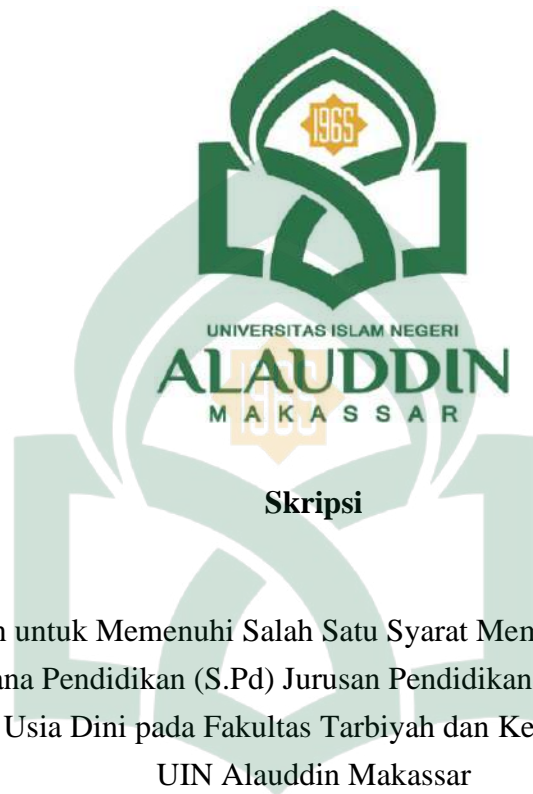 1965
UNIVERSITAS ISLAM NEGERI
ALAUDDIN
MAKASSAR
Skripsi
untuk Memenuhi Salah Satu Syarat
Pendidikan (S.Pd) Jurusan Pendidikan
Usia Dini pada Fakultas Tarbiyah dan
UIN Alauddin Makassar